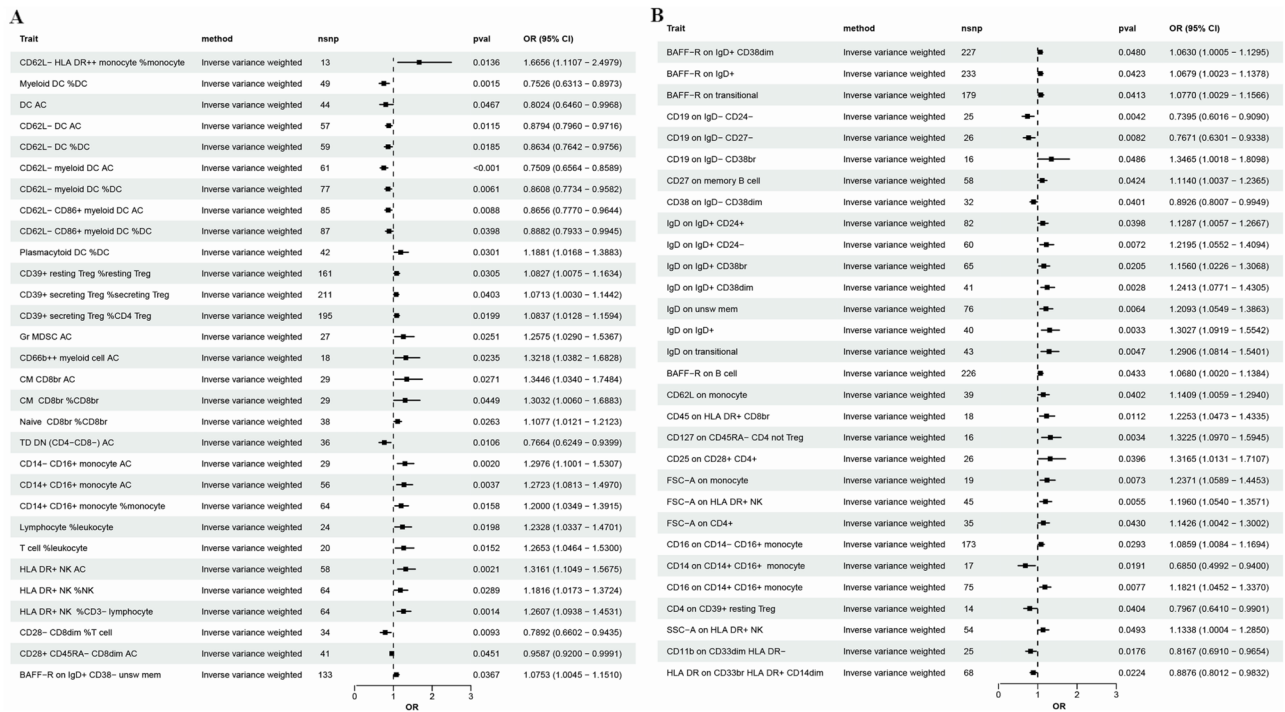 A
Trait method nsnp pval OR (95% CI)
CD62L− HLA DR++ monocyte %monocyte Inverse variance weighted 13 0.0136 1.6656 (1.1107 − 2.4979)
Myeloid DC %DC Inverse variance weighted 49 0.0015 0.7526 (0.6313 − 0.8973)
DC AC Inverse variance weighted 44 0.0467 0.8024 (0.6460 − 0.9968)
CD62L− DC AC Inverse variance weighted 57 0.0115 0.8794 (0.7960 − 0.9716)
CD62L− DC %DC Inverse variance weighted 59 0.0185 0.8634 (0.7642 − 0.9756)
CD62L− myeloid DC AC Inverse variance weighted 61 <0.001 0.7509 (0.6564 − 0.8589)
CD62L− myeloid DC %DC Inverse variance weighted 77 0.0061 0.8608 (0.7734 − 0.9582)
CD62L− CD86+ myeloid DC AC Inverse variance weighted 85 0.0088 0.8656 (0.7770 − 0.9644)
CD62L− CD86+ myeloid DC %DC Inverse variance weighted 87 0.0398 0.8882 (0.7933 − 0.9945)
Plasmacytoid DC %DC Inverse variance weighted 42 0.0301 1.1881 (1.0168 − 1.3883)
CD39+ resting Treg %resting Treg Inverse variance weighted 161 0.0305 1.0827 (1.0075 − 1.1634)
CD39+ secreting Treg %secreting Treg Inverse variance weighted 211 0.0403 1.0713 (1.0030 − 1.1442)
CD39+ secreting Treg %CD4 Treg Inverse variance weighted 195 0.0199 1.0837 (1.0128 − 1.1594)
Gr MDSC AC Inverse variance weighted 27 0.0251 1.2575 (1.0290 − 1.5367)
CD66b++ myeloid cell AC Inverse variance weighted 18 0.0235 1.3218 (1.0382 − 1.6828)
CM CD8br AC Inverse variance weighted 29 0.0271 1.3446 (1.0340 − 1.7484)
CM CD8br %CD8br Inverse variance weighted 29 0.0449 1.3032 (1.0060 − 1.6883)
Naive CD8br %CD8br Inverse variance weighted 38 0.0263 1.1077 (1.0121 − 1.2123)
TD DN (CD4−CD8−) AC Inverse variance weighted 36 0.0106 0.7664 (0.6249 − 0.9399)
CD14− CD16+ monocyte AC Inverse variance weighted 29 0.0020 1.2976 (1.1001 − 1.5307)
CD14+ CD16+ monocyte AC Inverse variance weighted 56 0.0037 1.2723 (1.0813 − 1.4970)
CD14+ CD16+ monocyte %monocyte Inverse variance weighted 64 0.0158 1.2000 (1.0349 − 1.3915)
Lymphocyte %leukocyte Inverse variance weighted 24 0.0198 1.2328 (1.0337 − 1.4701)
T cell %leukocyte Inverse variance weighted 20 0.0152 1.2653 (1.0464 − 1.5300)
HLA DR+ NK AC Inverse variance weighted 58 0.0021 1.3161 (1.1049 − 1.5675)
HLA DR+ NK %NK Inverse variance weighted 64 0.0289 1.1816 (1.0173 − 1.3724)
HLA DR+ NK %CD3− lymphocyte Inverse variance weighted 64 0.0014 1.2607 (1.0938 − 1.4531)
CD28− CD8dim %T cell Inverse variance weighted 34 0.0093 0.7892 (0.6602 − 0.9435)
CD28+ CD45RA− CD8dim AC Inverse variance weighted 41 0.0451 0.9587 (0.9200 − 0.9991)
BAFF−R on IgD+ CD38− unsw mem Inverse variance weighted 133 0.0367 1.0753 (1.0045 − 1.1510)
0 1 2 3
OR
B
Trait method nsnp pval OR (95% CI)
BAFF−R on IgD+ CD38dim Inverse variance weighted 227 0.0480 1.0630 (1.0005 − 1.1295)
BAFF−R on IgD+ Inverse variance weighted 233 0.0423 1.0679 (1.0023 − 1.1378)
BAFF−R on transitional Inverse variance weighted 179 0.0413 1.0770 (1.0029 − 1.1566)
CD19 on IgD− CD24− Inverse variance weighted 25 0.0042 0.7395 (0.6016 − 0.9090)
CD19 on IgD− CD27− Inverse variance weighted 26 0.0082 0.7671 (0.6301 − 0.9338)
CD19 on IgD− CD38br Inverse variance weighted 16 0.0486 1.3465 (1.0018 − 1.8098)
CD27 on memory B cell Inverse variance weighted 58 0.0424 1.1140 (1.0037 − 1.2365)
CD38 on IgD− CD38dim Inverse variance weighted 32 0.0401 0.8926 (0.8007 − 0.9949)
IgD on IgD+ CD24+ Inverse variance weighted 82 0.0398 1.1287 (1.0057 − 1.2667)
IgD on IgD+ CD24− Inverse variance weighted 60 0.0072 1.2195 (1.0552 − 1.4094)
IgD on IgD+ CD38br Inverse variance weighted 65 0.0205 1.1560 (1.0226 − 1.3068)
IgD on IgD+ CD38dim Inverse variance weighted 41 0.0028 1.2413 (1.0771 − 1.4305)
IgD on unsw mem Inverse variance weighted 76 0.0064 1.2093 (1.0549 − 1.3863)
IgD on IgD+ Inverse variance weighted 40 0.0033 1.3027 (1.0919 − 1.5542)
IgD on transitional Inverse variance weighted 43 0.0047 1.2906 (1.0814 − 1.5401)
BAFF−R on B cell Inverse variance weighted 226 0.0433 1.0680 (1.0020 − 1.1384)
CD62L on monocyte Inverse variance weighted 39 0.0402 1.1409 (1.0059 − 1.2940)
CD45 on HLA DR+ CD8br Inverse variance weighted 18 0.0112 1.2253 (1.0473 − 1.4335)
CD127 on CD45RA− CD4 not Treg Inverse variance weighted 16 0.0034 1.3225 (1.0970 − 1.5945)
CD25 on CD28+ CD4+ Inverse variance weighted 26 0.0396 1.3165 (1.0131 − 1.7107)
FSC−A on monocyte Inverse variance weighted 19 0.0073 1.2371 (1.0589 − 1.4453)
FSC−A on HLA DR+ NK Inverse variance weighted 45 0.0055 1.1960 (1.0540 − 1.3571)
FSC−A on CD4+ Inverse variance weighted 35 0.0430 1.1426 (1.0042 − 1.3002)
CD16 on CD14− CD16+ monocyte Inverse variance weighted 173 0.0293 1.0859 (1.0084 − 1.1694)
CD14 on CD14+ CD16+ monocyte Inverse variance weighted 17 0.0191 0.6850 (0.4992 − 0.9400)
CD16 on CD14+ CD16+ monocyte Inverse variance weighted 75 0.0077 1.1821 (1.0452 − 1.3370)
CD4 on CD39+ resting Treg Inverse variance weighted 14 0.0404 0.7967 (0.6410 − 0.9901)
SSC−A on HLA DR+ NK Inverse variance weighted 54 0.0493 1.1338 (1.0004 − 1.2850)
CD11b on CD33dim HLA DR− Inverse variance weighted 25 0.0176 0.8167 (0.6910 − 0.9654)
HLA DR on CD33br HLA DR+ CD14dim Inverse variance weighted 68 0.0224 0.8876 (0.8012 − 0.9832)
0 1 2 3
OR